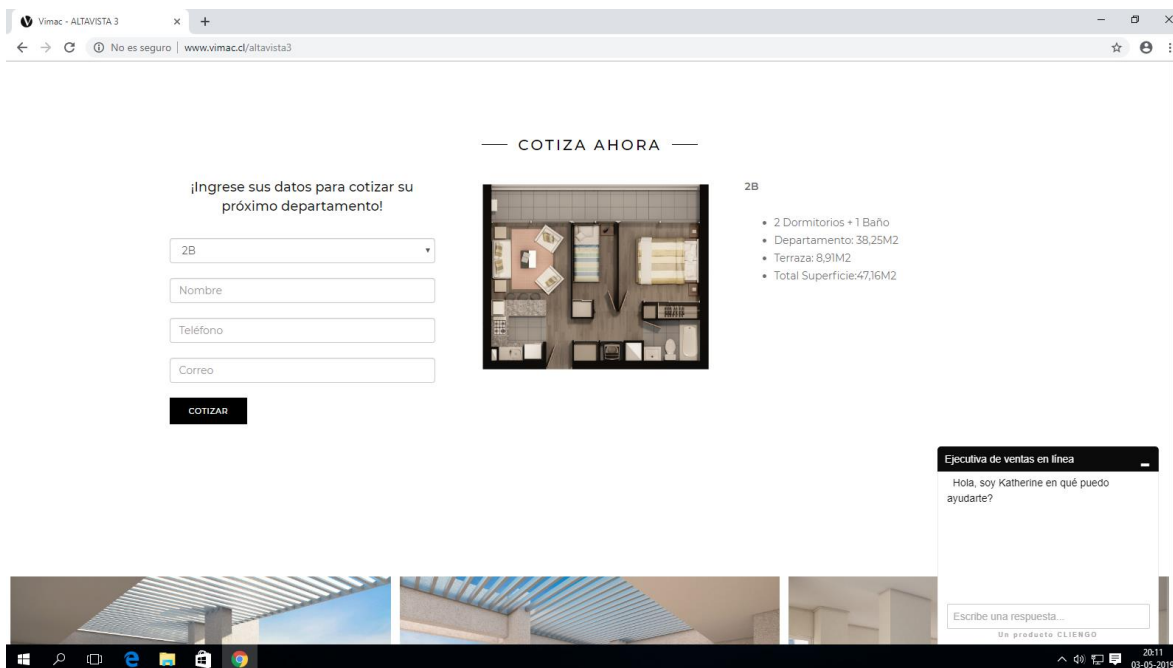 Vimac - ALTAVISTA 3
No es seguro | www.vimac.cl/altavista3
COTIZA AHORA
¡Ingrese sus datos para cotizar su
próximo departamento!
2B
Nombre
Teléfono
Correo
COTIZAR
2B
2 Dormitorios + 1 Baño
Departamento: 38,25M2
Terraza: 8,91M2
Total Superficie:47,16M2
Ejecutiva de ventas en línea
Hola, soy Katherine en qué puedo
ayudarte?
Escribe una respuesta...
Un producto CLIENGO
20:11
03-05-2019